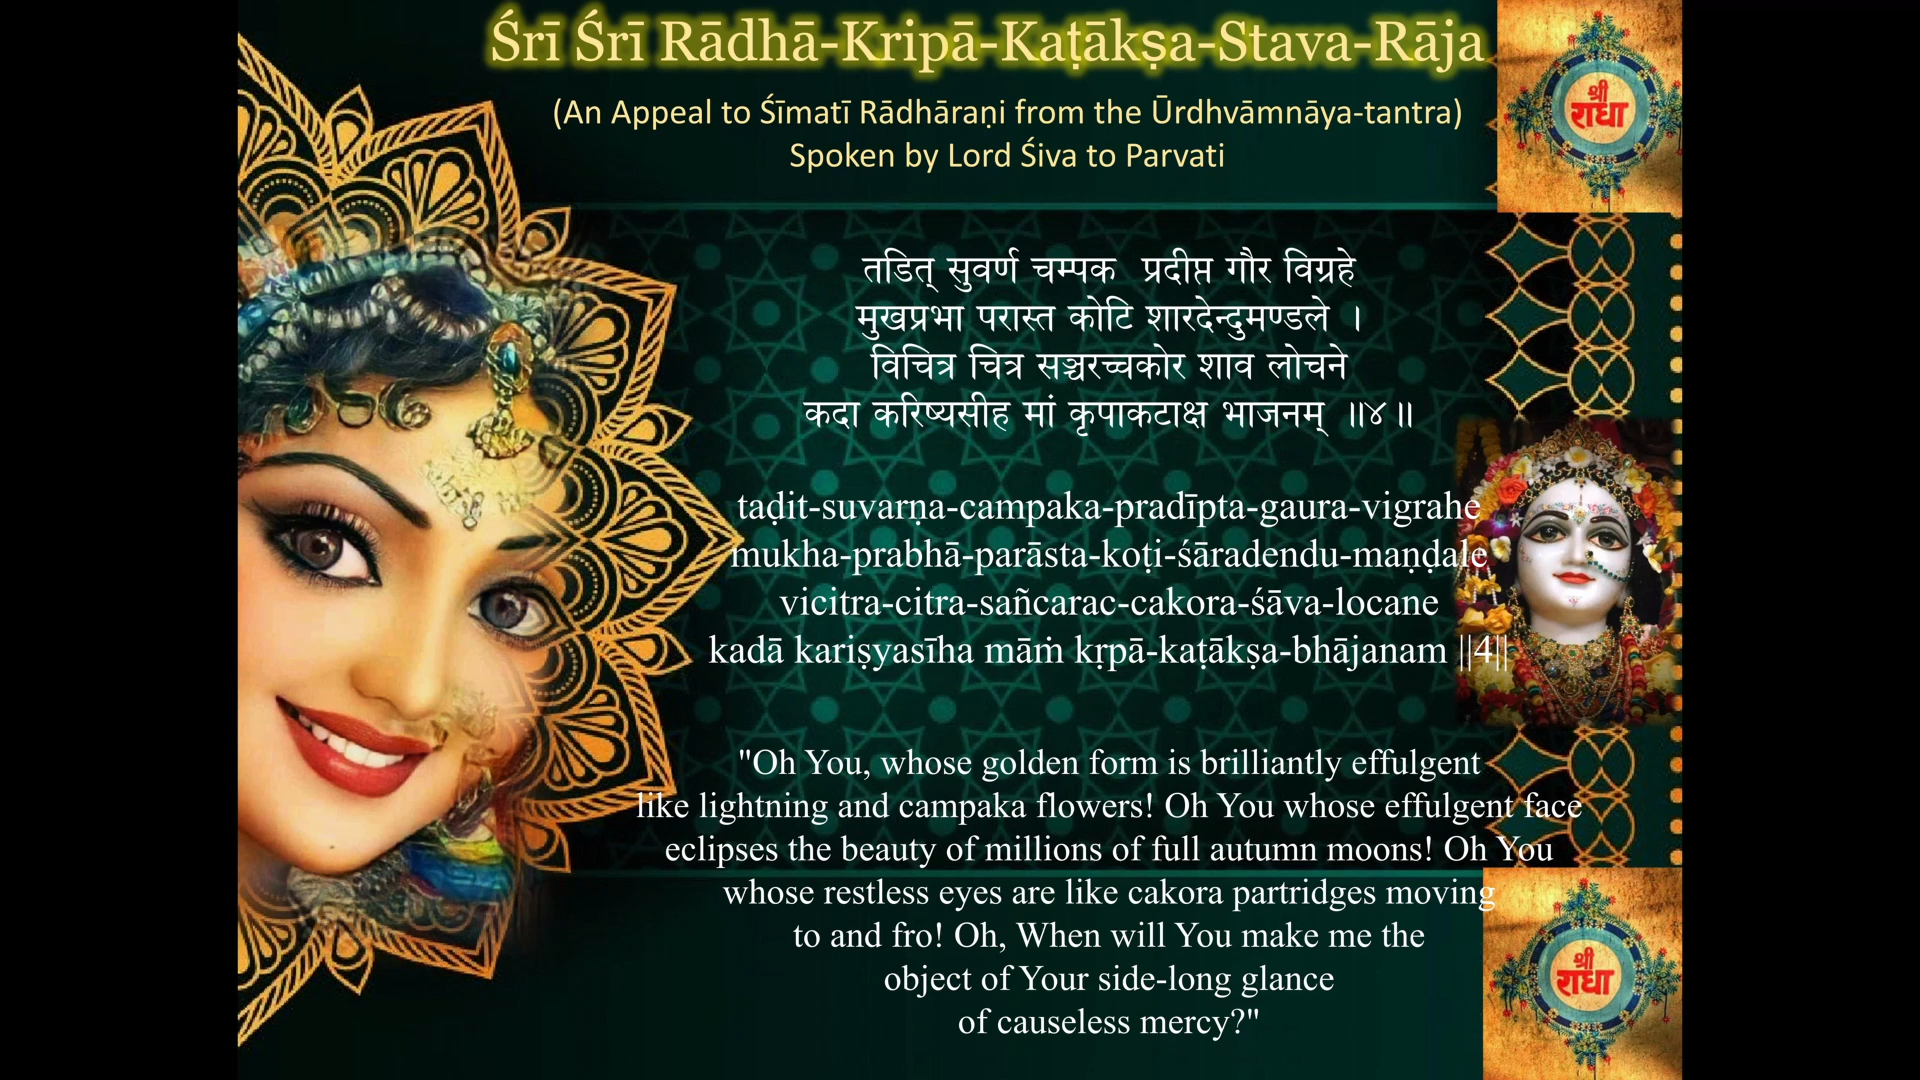 Śrī Śrī Rādhā-Kripā-Kaṭākṣa-Stava-Rāja
(An Appeal to Śīmatī Rādhāraṇi from the Ūrdhvāmnāya-tantra)
Spoken by Lord Śiva to Parvati
श्री
राधा
तडित् सुवर्ण चम्पक प्रदीप्त गौर विग्रहे
मुखप्रभा परास्त कोटि शारदेन्दुमण्डले ।
विचित्र चित्र सञ्चरच्चकोर शाव लोचने
कदा करिष्यसीह मां कृपाकटाक्ष भाजनम् ॥४॥
taḍit-suvarṇa-campaka-pradīpta-gaura-vigrahe
mukha-prabhā-parāsta-koṭi-śāradendu-maṇḍale
vicitra-citra-sañcarac-cakora-śāva-locane
kadā kariṣyasīha māṁ kṛpā-kaṭākṣa-bhājanam ||4||
"Oh You, whose golden form is brilliantly effulgent
like lightning and campaka flowers! Oh You whose effulgent face
eclipses the beauty of millions of full autumn moons! Oh You
whose restless eyes are like cakora partridges moving
to and fro! Oh, When will You make me the
object of Your side-long glance
of causeless mercy?"
श्री
राधा